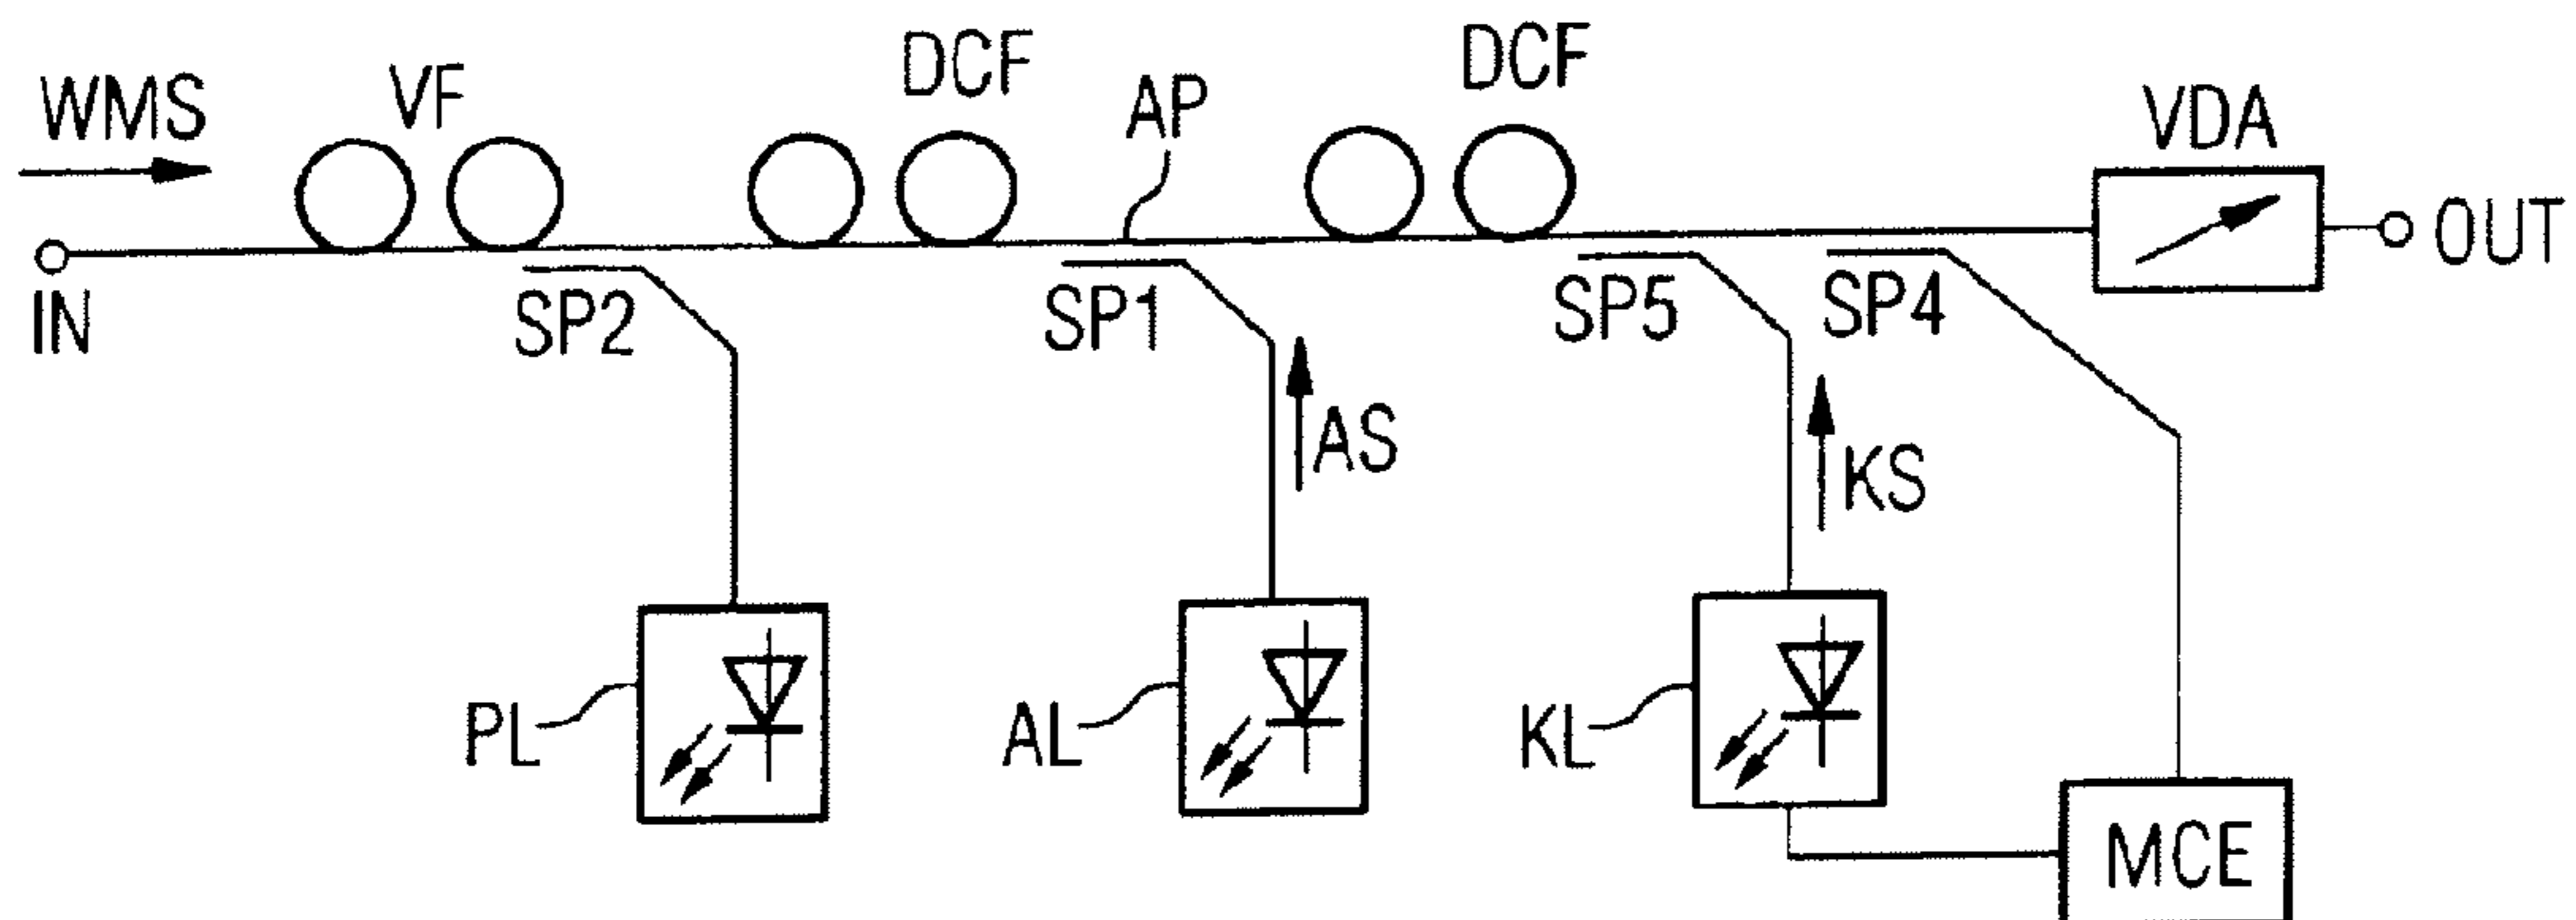 WMS
VF
DCF
AP
DCF
VDA
IN
SP2
SP1
SP5
SP4
OUT
AS
KS
PL
AL
KL
MCE